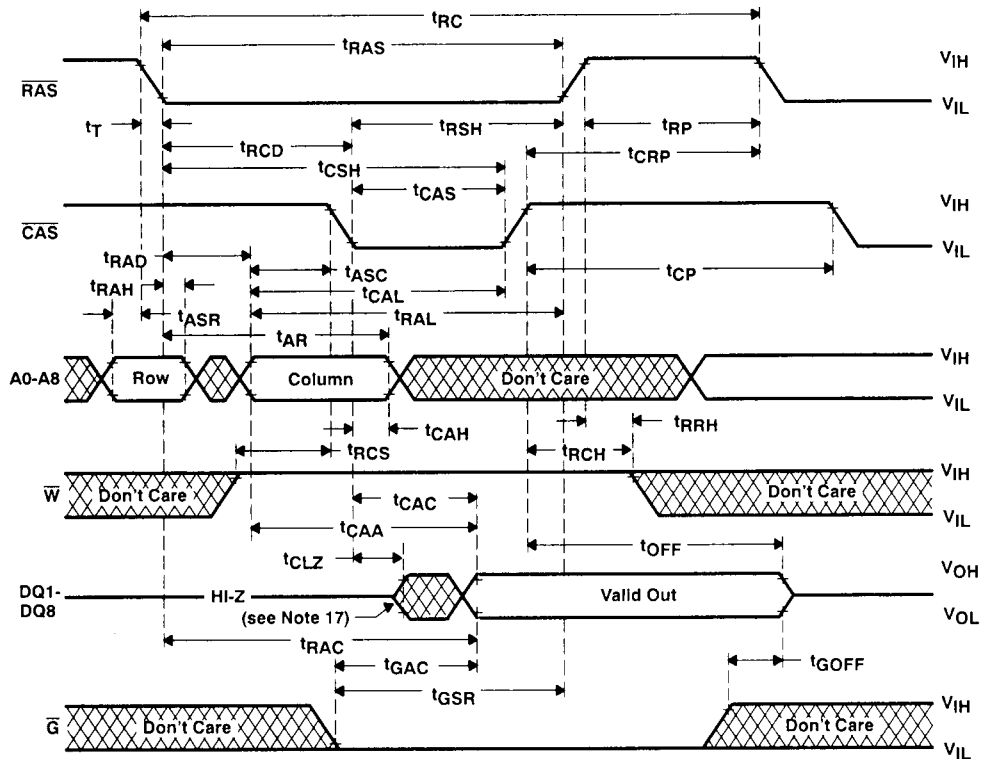 tRC
tRAS
VIH
RAS
VIL
tT
tRSH
tRP
tRCD
tCRP
tCSH
tCAS
VIH
CAS
VIL
tRAD
tASC
tCP
tRAH
tCAL
tASR
tRAL
tAR
VIH
A0-A8
Row
Column
Don't Care
VIL
tCAH
tRRH
tRCS
tRCH
VIH
W
Don't Care
Don't Care
VIL
tCAC
tCAA
tOFF
tCLZ
VOH
DQ1-
DQ8
HI-Z
Valid Out
(see Note 17)
VOL
tRAC
tGAC
tGOFF
tGSR
VIH
G
Don't Care
Don't Care
VIL